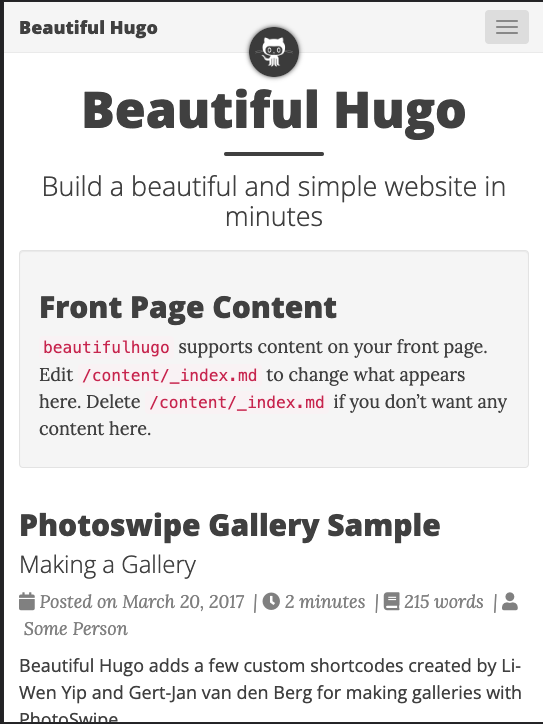 Beautiful Hugo
Beautiful Hugo
Build a beautiful and simple website in
minutes
Front Page Content
beautifulhugo supports content on your front page.
Edit /content/_index.md to change what appears
here. Delete /content/_index.md if you don’t want any
content here.
Photoswipe Gallery Sample
Making a Gallery
Posted on March 20, 2017 | 2 minutes | 215 words |
Some Person
Beautiful Hugo adds a few custom shortcodes created by Li-
Wen Yip and Gert-Jan van den Berg for making galleries with
PhotoSwipe